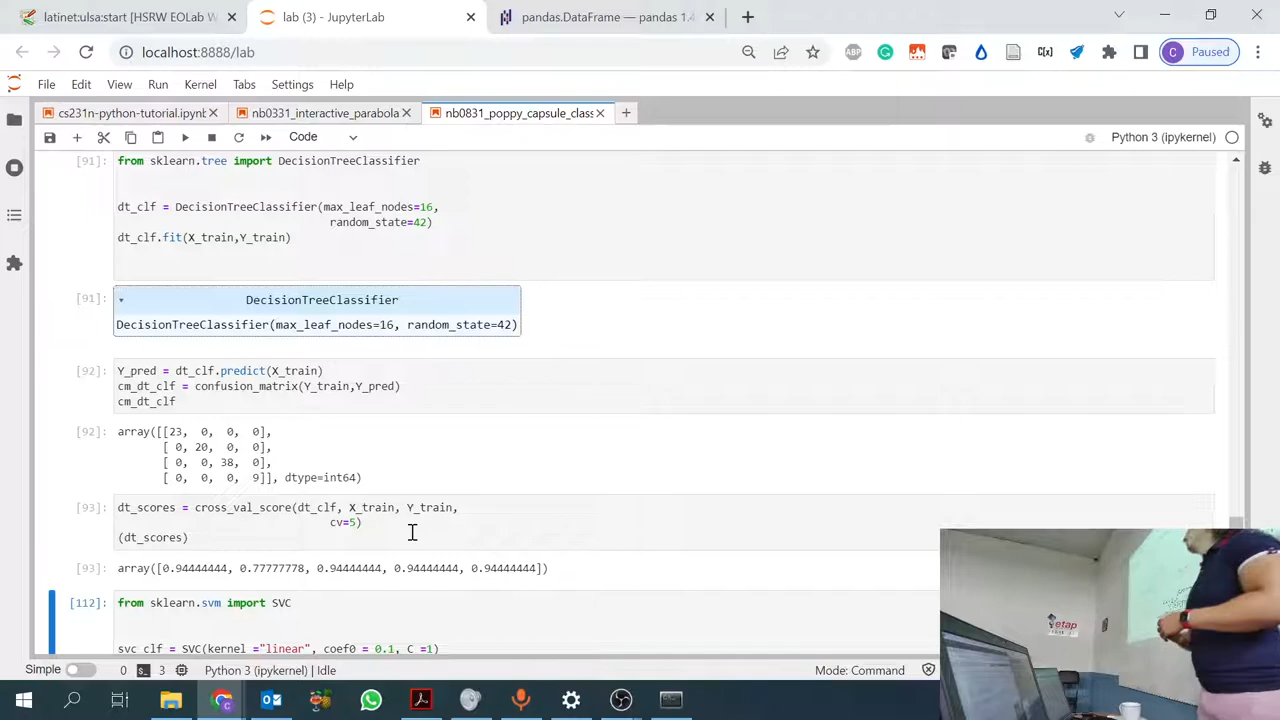 latinet:ulsa:start [HSRW EOLab W
lab (3) - JupyterLab
pandas.DataFrame — pandas 1.4
localhost:8888/lab
Paused
File Edit View Run Kernel Tabs Settings Help
cs231n-python-tutorial.ipynb
nb0331_interactive_parabola
nb0831_poppy_capsule_class
Code
Python 3 (ipykernel)
[91]: from sklearn.tree import DecisionTreeClassifier
dt_clf = DecisionTreeClassifier(max_leaf_nodes=16,
random_state=42)
dt_clf.fit(X_train,Y_train)
[91]: DecisionTreeClassifier
DecisionTreeClassifier(max_leaf_nodes=16, random_state=42)
[92]: Y_pred = dt_clf.predict(X_train)
cm_dt_clf = confusion_matrix(Y_train,Y_pred)
cm_dt_clf
[92]: array([[23, 0, 0, 0],
[ 0, 20, 0, 0],
[ 0, 0, 38, 0],
[ 0, 0, 0, 9]], dtype=int64)
[93]: dt_scores = cross_val_score(dt_clf, X_train, Y_train,
cv=5)
(dt_scores)
[93]: array([0.94444444, 0.77777778, 0.94444444, 0.94444444, 0.94444444])
[112]: from sklearn.svm import SVC
svc_clf = SVC(kernel ="linear", coef0 = 0.1, C =1)
etap
Simple 0 3 Python 3 (ipykernel) | Idle Mode: Command